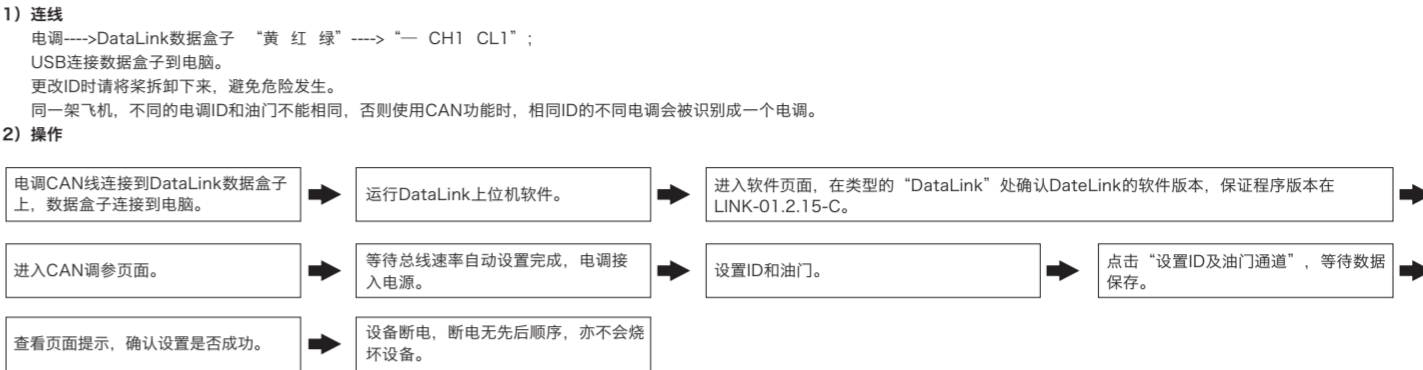 1）连线
电调---->DataLink数据盒子 “黄 红 绿”---->“— CH1 CL1”；
USB连接数据盒子到电脑。
更改ID时请将桨拆卸下来，避免危险发生。
同一架飞机，不同的电调ID和油门不能相同，否则使用CAN功能时，相同ID的不同电调会被识别成一个电调。
2）操作
电调CAN线连接到DataLink数据盒子
上，数据盒子连接到电脑。
运行DataLink上位机软件。
进入软件页面，在类型的“DataLink”处确认DateLink的软件版本，保证程序版本在
LINK-01.2.15-C。
进入CAN调参页面。
等待总线速率自动设置完成，电调接
入电源。
设置ID和油门。
点击“设置ID及油门通道”，等待数据
保存。
查看页面提示，确认设置是否成功。
设备断电，断电无先后顺序，亦不会烧
坏设备。